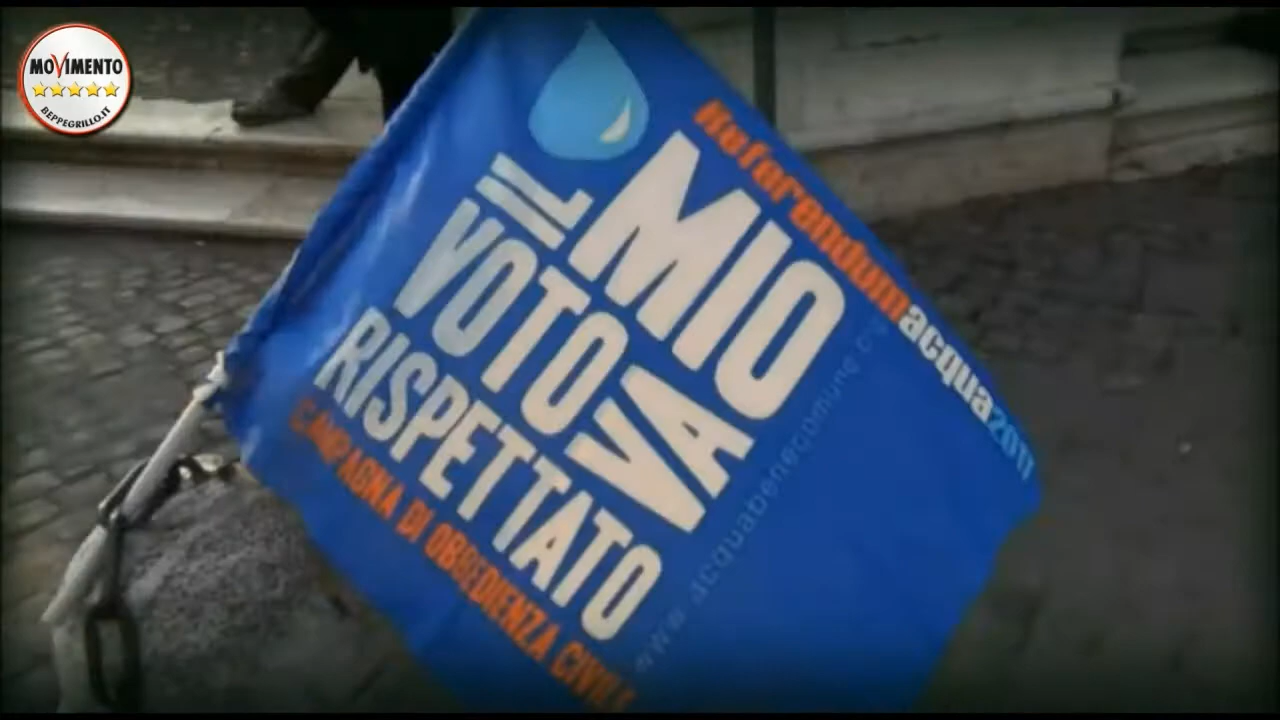 MOVIMENTO
BEPPEGRILLO.IT
Referendumacqua2011
IL MIO
VOTO VA
RISPETTATO
CAMPAGNA DI OBBEDIENZA CIVILE